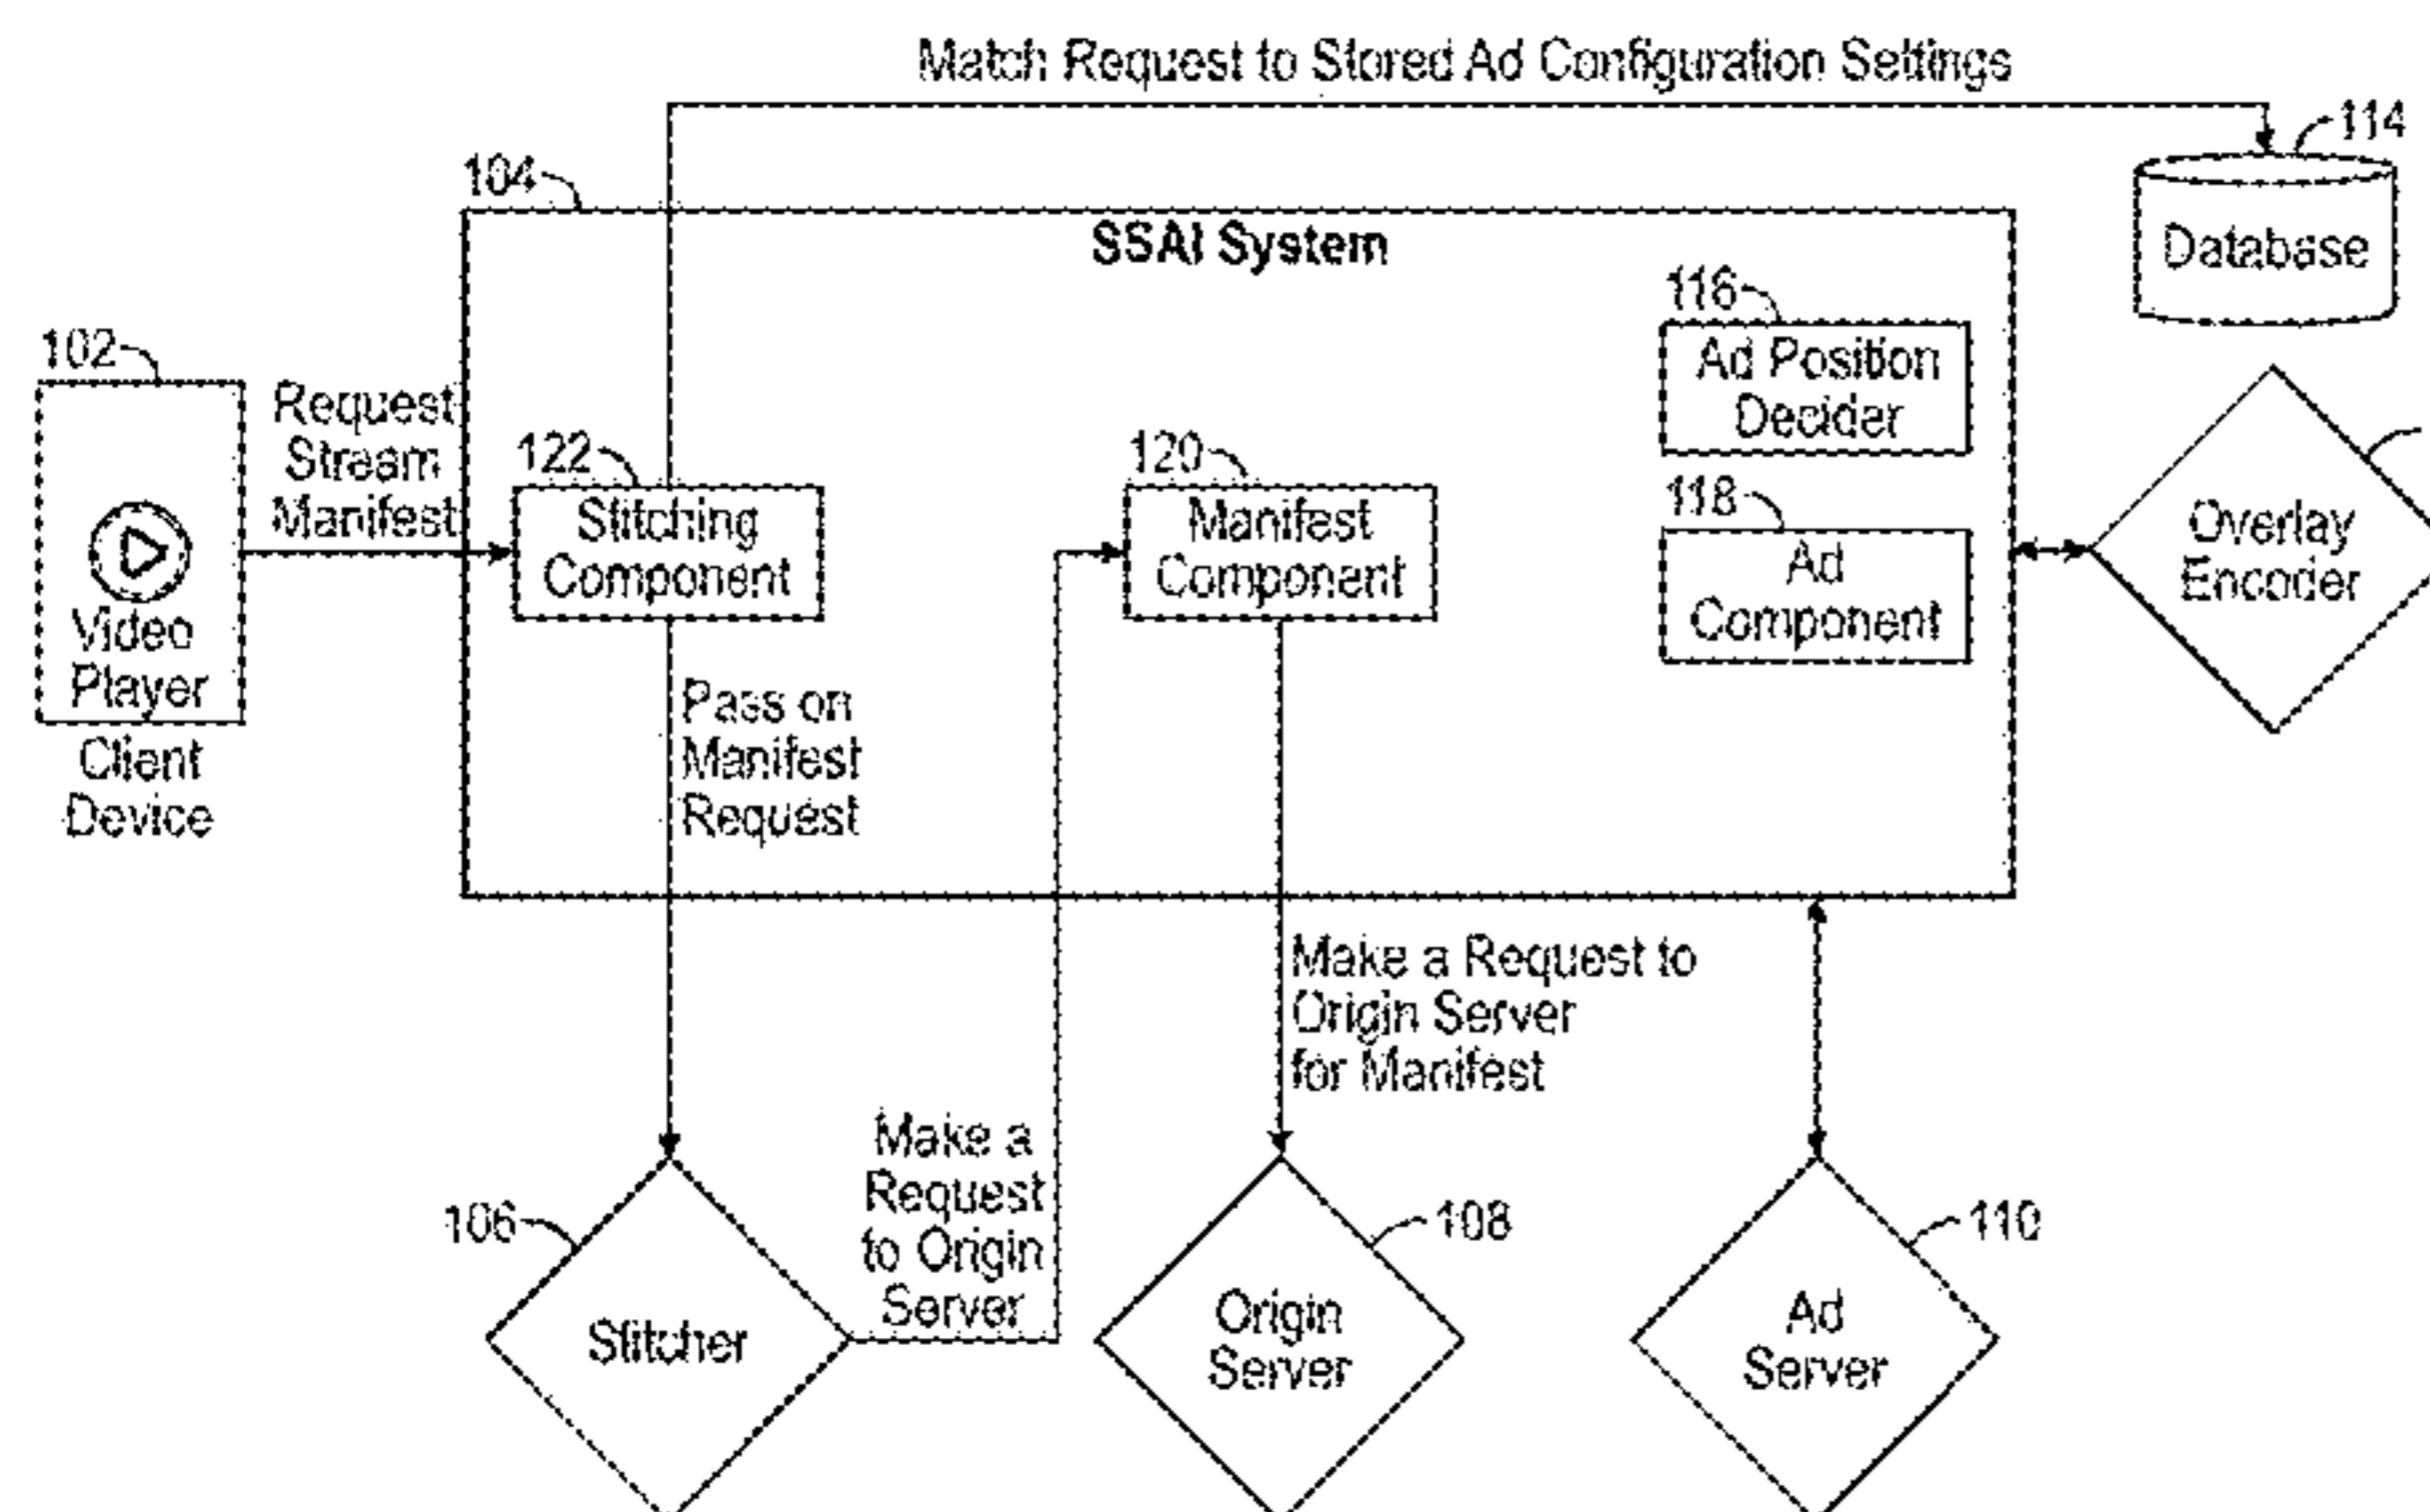 Match Request to Stored Ad Configuration Settings
114
104
SSAI System
Database
116
102
Ad Position
Decider
Request
Stream
Manifest
122
120
118
Stitching
Component
Manifest
Component
Ad
Component
Overlay
Encoder
Video
Player
Pass on
Manifest
Request
Client
Device
Make a Request to
Origin Server
for Manifest
Make a
Request
to Origin
Server
106
108
110
Stitcher
Origin
Server
Ad
Server